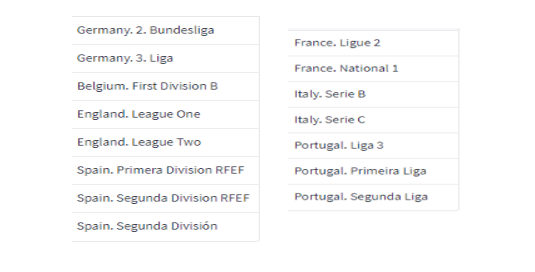 Germany. 2. Bundesliga
Germany. 3. Liga
Belgium. First Division B
England. League One
England. League Two
Spain. Primera Division RFEF
Spain. Segunda Division RFEF
Spain. Segunda División
France. Ligue 2
France. National 1
Italy. Serie B
Italy. Serie C
Portugal. Liga 3
Portugal. Primeira Liga
Portugal. Segunda Liga